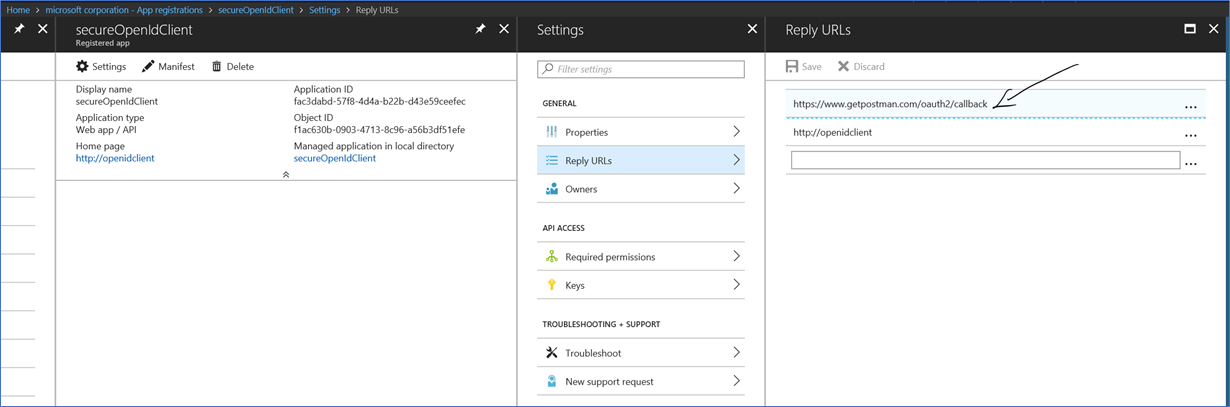 Home > microsoft corporation - App registrations > secureOpenIdClient > Settings > Reply URLs
secureOpenIdClient
Registered app
Settings Manifest Delete
Display name
secureOpenIdClient
Application type
Web app / API
Home page
http://openidclient
Application ID
fac3dabd-57f8-4d4a-b22b-d43e59ceefec
Object ID
f1ac630b-0903-4713-8c96-a56b3df51efe
Managed application in local directory
secureOpenIdClient
Settings
Filter settings
GENERAL
Properties
Reply URLs
Owners
API ACCESS
Required permissions
Keys
TROUBLESHOOTING + SUPPORT
Troubleshoot
New support request
Reply URLs
Save Discard
https://www.getpostman.com/oauth2/callback
http://openidclient